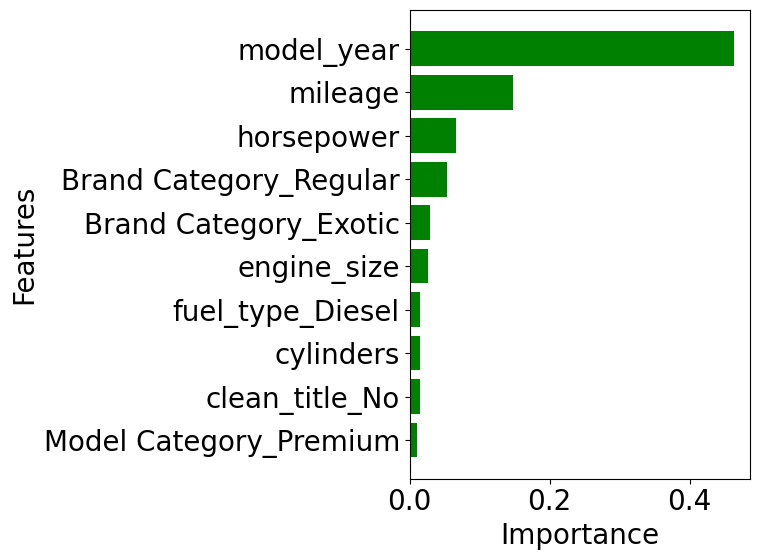 Features
model_year
mileage
horsepower
Brand Category_Regular
Brand Category_Exotic
engine_size
fuel_type_Diesel
cylinders
clean_title_No
Model Category_Premium
0.0 0.2 0.4
Importance